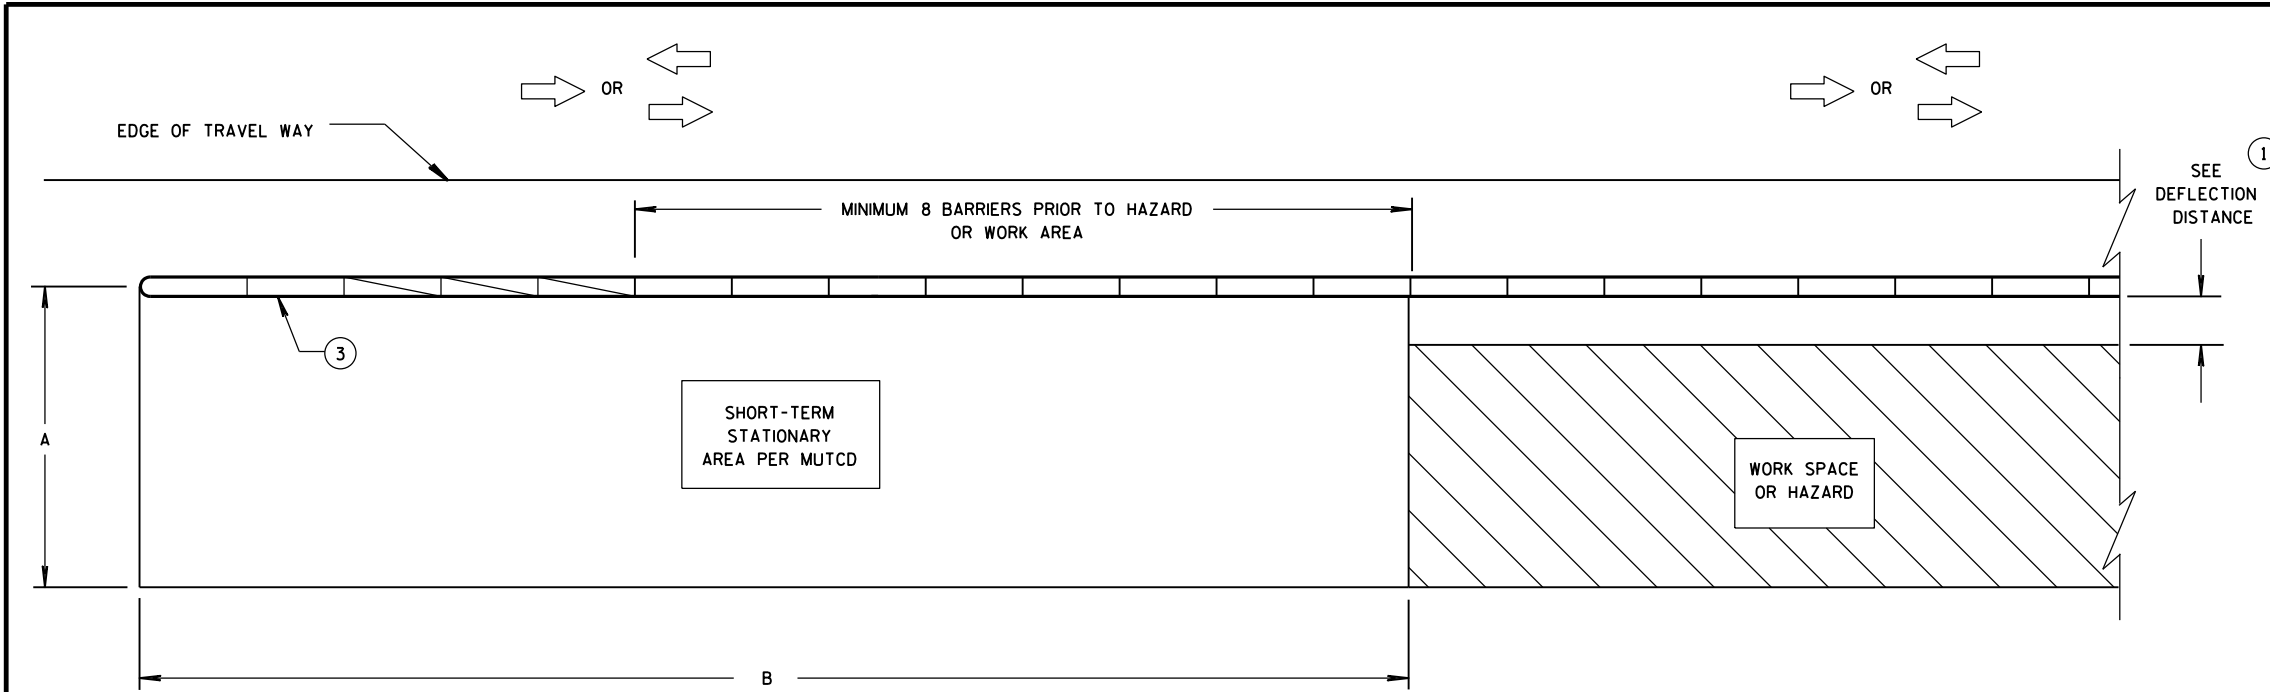 OR
OR
EDGE OF TRAVEL WAY
1
SEE
DEFLECTION
DISTANCE
MINIMUM 8 BARRIERS PRIOR TO HAZARD
OR WORK AREA
3
A
SHORT-TERM
STATIONARY
AREA PER MUTCD
WORK SPACE
OR HAZARD
B